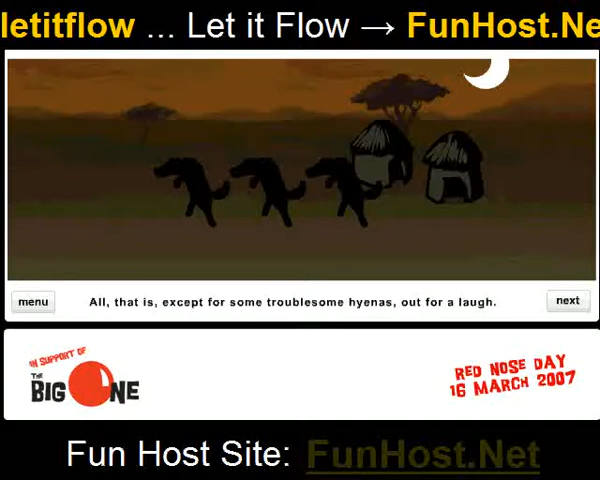 letitflow ... Let it Flow → FunHost.Ne
All, that is, except for some troublesome hyenas, out for a laugh.
menu
next
IN SUPPORT OF
THE
BIG ONE
RED NOSE DAY
16 MARCH 2007
Fun Host Site: FunHost.Net